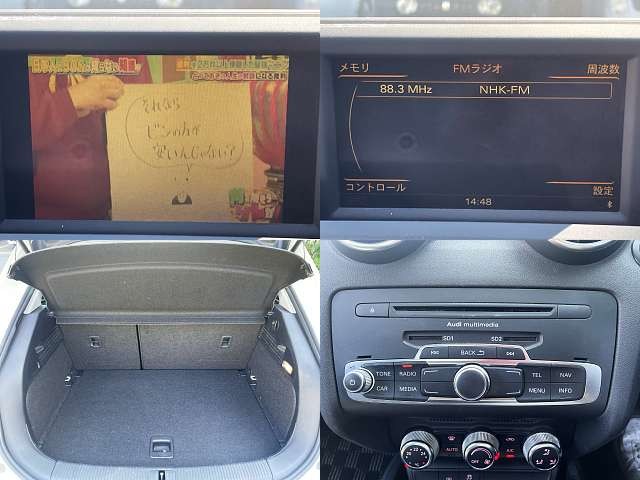 それなら
ビンの方が
安いんじゃない?
メモリ
FMラジオ
周波数
88.3 MHz
NHK-FM
コントロール
14:48
設定
Audi multimedia
SD1
SD2
BACK
TONE
RADIO
TEL
NAV
CAR
MEDIA
MENU
INFO
OFF
A/C